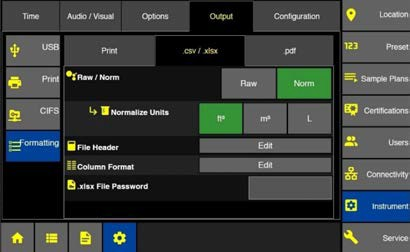 Time
Audio / Visual
Options
Output
Configuration
Location
USB
Print
.csv / .xlsx
.pdf
123
Preset
Raw / Norm
Raw
Norm
Print
Sample Plans
Normalize Units
ft³
m³
L
CIFS
Certifications
Formatting
File Header
Edit
Users
Column Format
Edit
Connectivity
.xlsx File Password
Instrument
Service